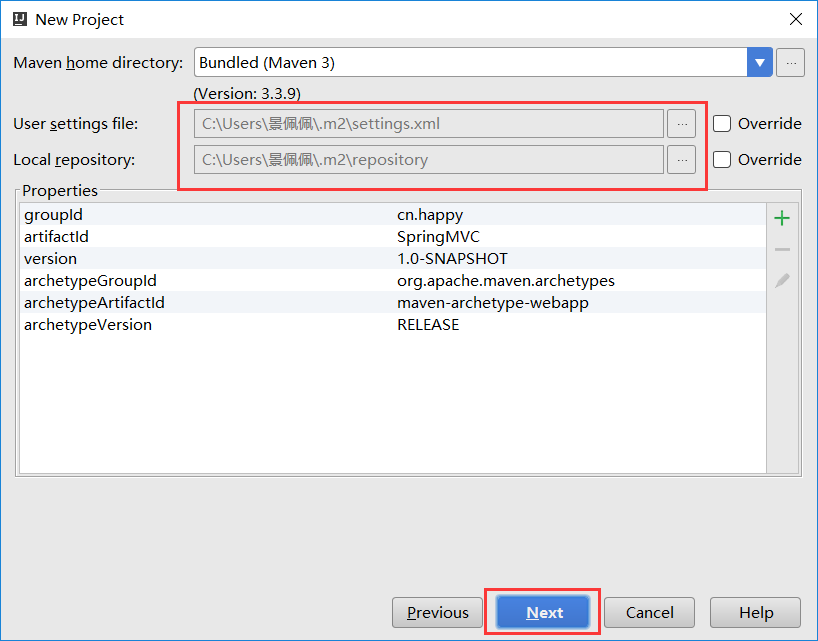 New Project
Maven home directory: Bundled (Maven 3)
(Version: 3.3.9)
User settings file: C:\Users\景佩佩\.m2\settings.xml ... Override
Local repository: C:\Users\景佩佩\.m2\repository ... Override
Properties
groupId cn.happy
artifactId SpringMVC
version 1.0-SNAPSHOT
archetypeGroupId org.apache.maven.archetypes
archetypeArtifactId maven-archetype-webapp
archetypeVersion RELEASE
Previous Next Cancel Help